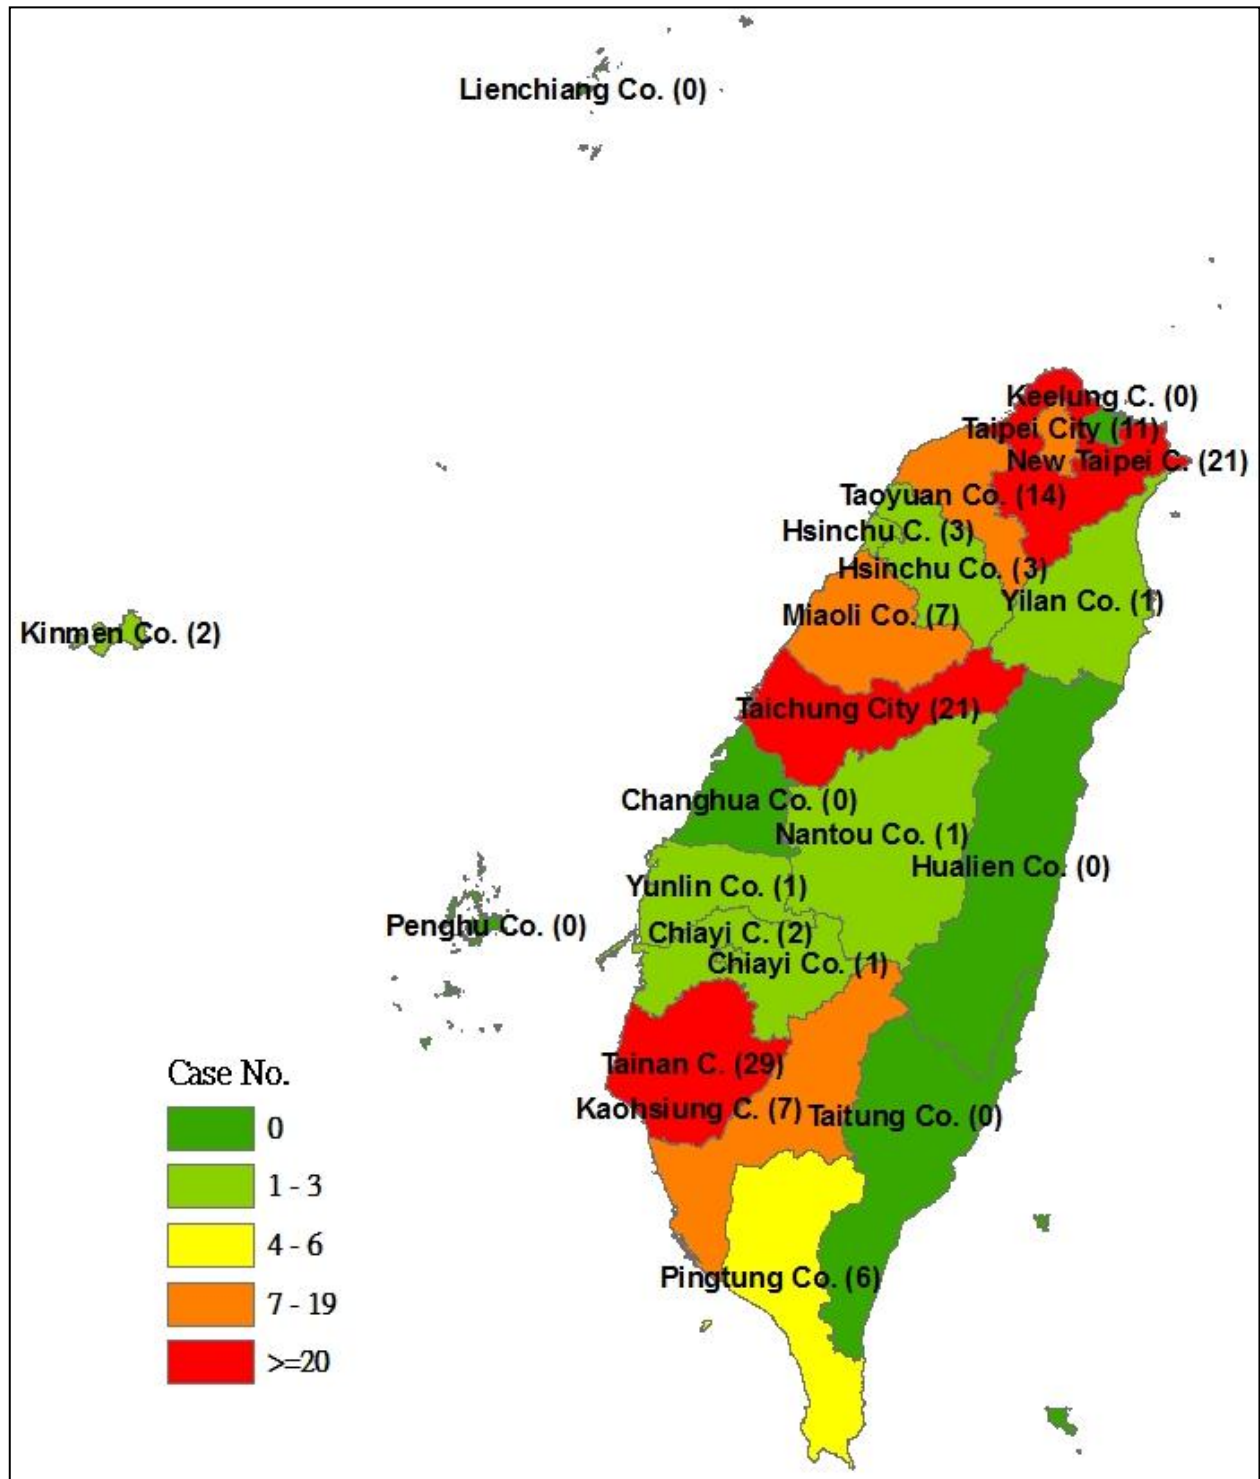 Lienchiang Co. (0)
Keelung C. (0)
Taipei City (11)
New Taipei C. (21)
Taoyuan Co. (14)
Hsinchu C. (3)
Hsinchu Co. (3)
Yilan Co. (1)
Miaoli Co. (7)
Kinmen Co. (2)
Taichung City (21)
Changhua Co. (0)
Nantou Co. (1)
Hualien Co. (0)
Yunlin Co. (1)
Penghu Co. (0)
Chiayi C. (2)
Chiayi Co. (1)
Tainan C. (29)
Kaohsiung C. (7)
Taitung Co. (0)
Pingtung Co. (6)
Case No.
0
1 - 3
4 - 6
7 - 19
>=20